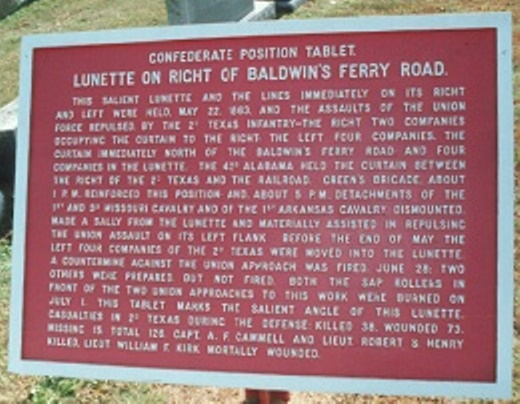 CONFEDERATE POSITION TABLET.
LUNETTE ON RIGHT OF BALDWIN'S FERRY ROAD.
THIS SALIENT LUNETTE AND THE LINES IMMEDIATELY ON ITS RIGHT
AND LEFT WERE HELD, MAY 22, 1863, AND THE ASSAULTS OF THE UNION
FORCE REPULSED, BY THE 2D TEXAS INFANTRY—THE RIGHT TWO COMPANIES
OCCUPYING THE CURTAIN TO THE RIGHT, THE LEFT FOUR COMPANIES, THE
CURTAIN IMMEDIATELY NORTH OF THE BALDWIN'S FERRY ROAD AND FOUR
COMPANIES IN THE LUNETTE. THE 42D ALABAMA HELD THE CURTAIN BETWEEN
THE RIGHT OF THE 2D TEXAS AND THE RAILROAD. GREEN'S BRIGADE, ABOUT
1 P.M. REINFORCED THIS POSITION AND, ABOUT 5 P.M. DETACHMENTS OF THE
1ST AND 3D MISSOURI CAVALRY AND OF THE 1ST ARKANSAS CAVALRY, DISMOUNTED,
MADE A SALLY FROM THE LUNETTE AND MATERIALLY ASSISTED IN REPULSING
THE UNION ASSAULT ON ITS LEFT FLANK. BEFORE THE END OF MAY THE
LEFT FOUR COMPANIES OF THE 2D TEXAS WERE MOVED INTO THE LUNETTE.
A COUNTERMINE AGAINST THE UNION APPROACH WAS FIRED, JUNE 28; TWO
OTHERS WERE PREPARED, BUT NOT FIRED. BOTH THE SAP ROLLERS IN
FRONT OF THE TWO UNION APPROACHES TO THIS WORK WERE BURNED ON
JULY 1. THIS TABLET MARKS THE SALIENT ANGLE OF THIS LUNETTE.
CASUALTIES IN 2D TEXAS DURING THE DEFENSE: KILLED 38, WOUNDED 73,
MISSING 15, TOTAL 126. CAPT. A. F. CAMMELL AND LIEUT. ROBERT S. HENRY
KILLED, LIEUT. WILLIAM F. KIRK MORTALLY WOUNDED.